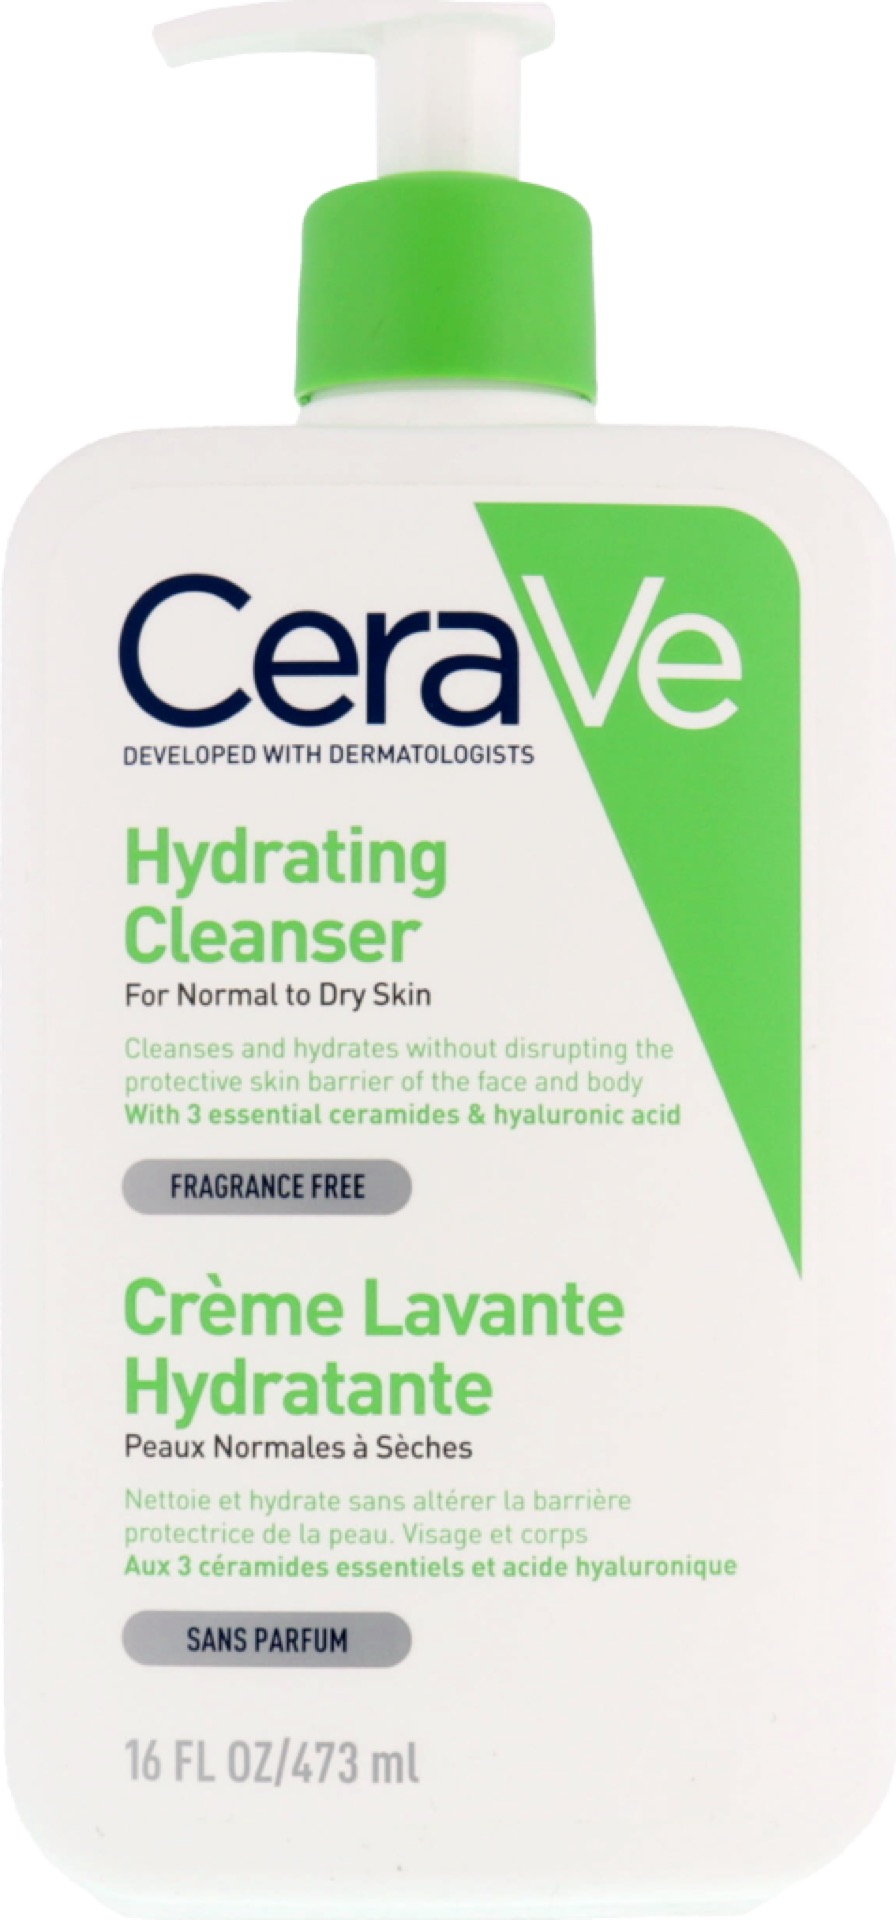 CeraVe
DEVELOPED WITH DERMATOLOGISTS
Hydrating
Cleanser
For Normal to Dry Skin
Cleanses and hydrates without disrupting the
protective skin barrier of the face and body
With 3 essential ceramides & hyaluronic acid
FRAGRANCE FREE
Crème Lavante
Hydratante
Peaux Normales à Sèches
Nettoie et hydrate sans altérer la barrière
protectrice de la peau. Visage et corps
Aux 3 céramides essentiels et acide hyaluronique
SANS PARFUM
16 FL OZ/473 ml